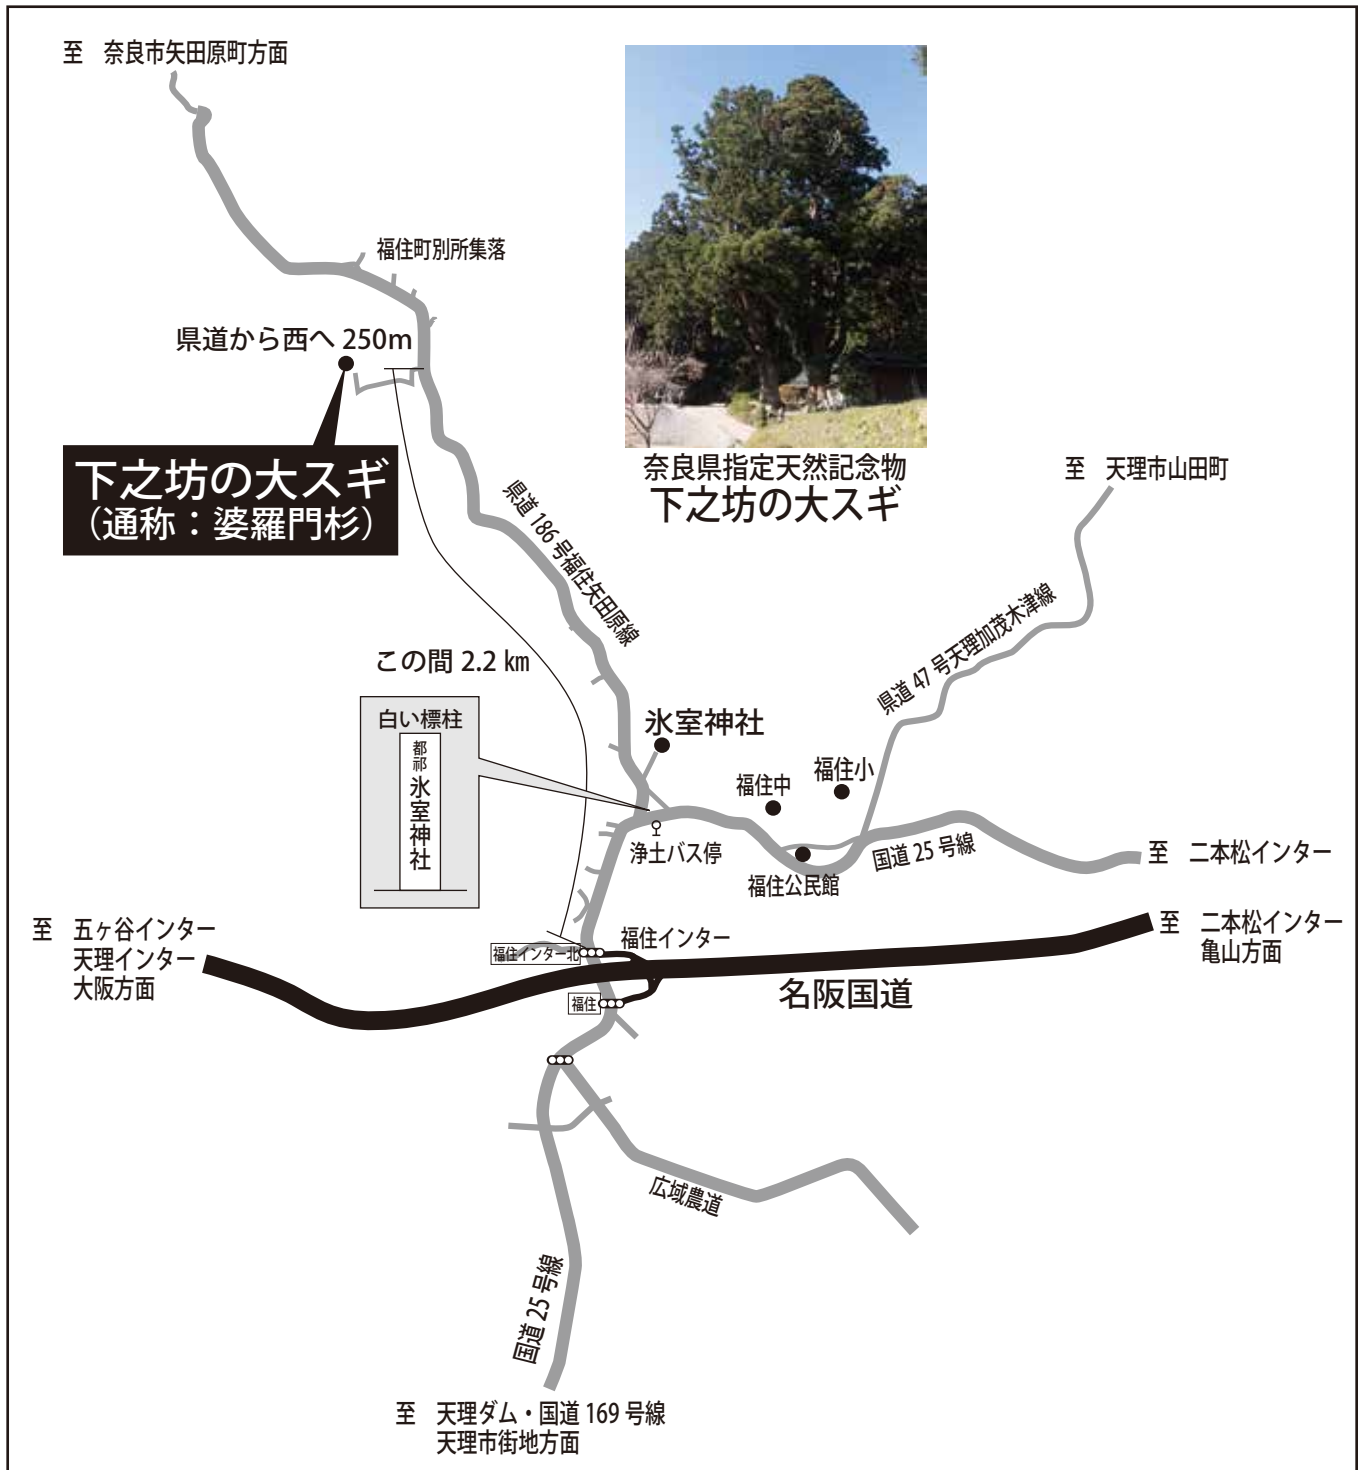 至　奈良市矢田原町方面
福住町別所集落
県道から西へ 250m
下之坊の大スギ
（通称：婆羅門杉）
奈良県指定天然記念物
下之坊の大スギ
至　天理市山田町
県道 186 号福住矢田原線
県道 47 号天理加茂木津線
この間 2.2 ㎞
白い標柱
都祁
氷室神社
氷室神社
福住中
福住小
浄土バス停
福住公民館
国道 25 号線
至　二本松インター
至　五ヶ谷インター
天理インター
大阪方面
福住インター北
福住インター
至　二本松インター
亀山方面
名阪国道
福住
広域農道
国道 25 号線
至　天理ダム・国道 169 号線
天理市街地方面